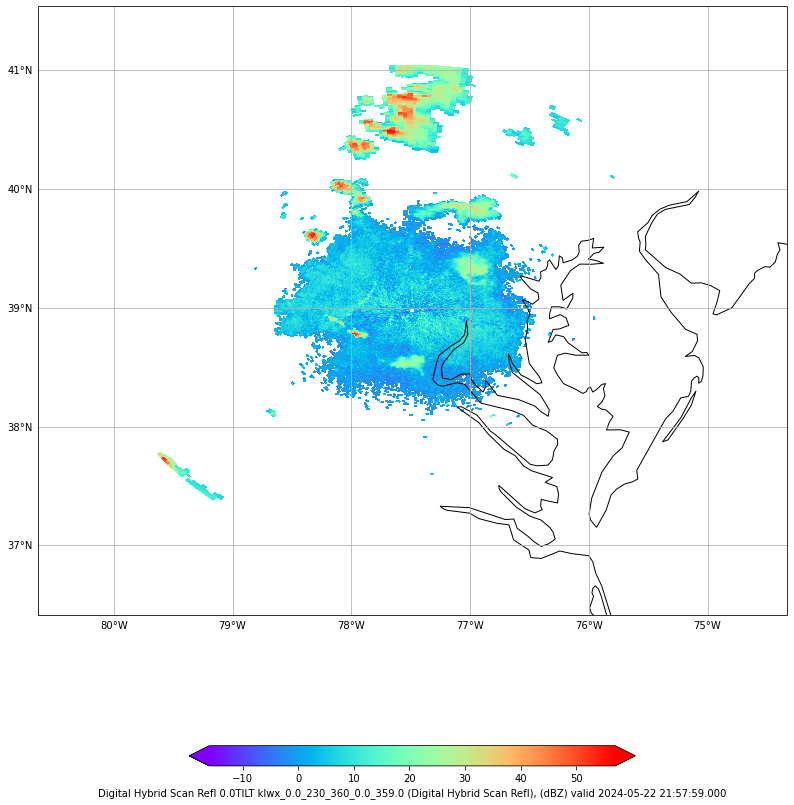 41°N
40°N
39°N
38°N
37°N
80°W 79°W 78°W 77°W 76°W 75°W
−10 0 10 20 30 40 50
Digital Hybrid Scan Refl 0.0TILT klwx_0.0_230_360_0.0_359.0 (Digital Hybrid Scan Refl), (dBZ) valid 2024-05-22 21:57:59.000